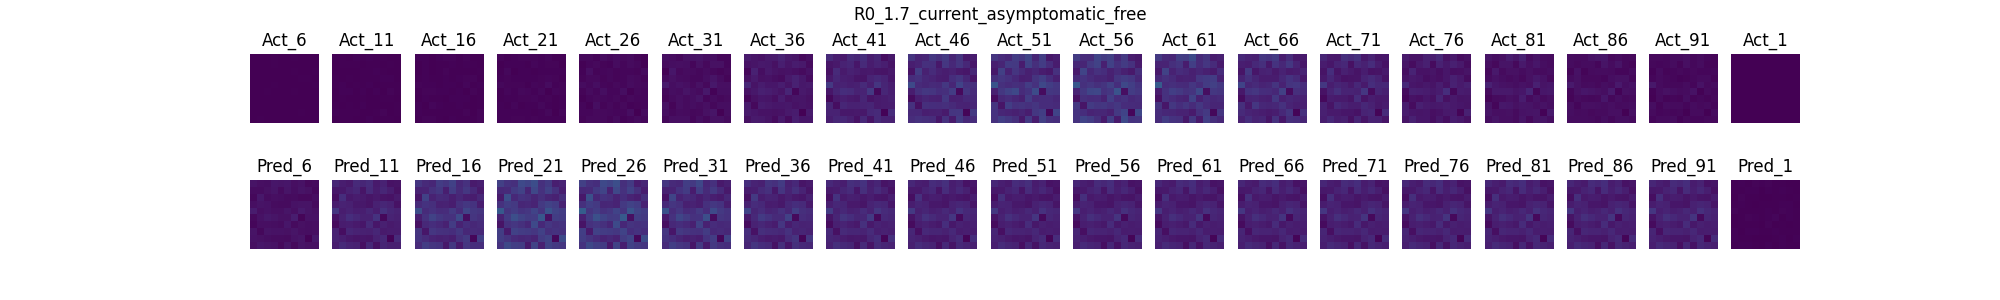 R0_1.7_current_asymptomatic_free
Act_6 Act_11 Act_16 Act_21 Act_26 Act_31 Act_36 Act_41 Act_46 Act_51 Act_56 Act_61 Act_66 Act_71 Act_76 Act_81 Act_86 Act_91 Act_1
Pred_6 Pred_11 Pred_16 Pred_21 Pred_26 Pred_31 Pred_36 Pred_41 Pred_46 Pred_51 Pred_56 Pred_61 Pred_66 Pred_71 Pred_76 Pred_81 Pred_86 Pred_91 Pred_1